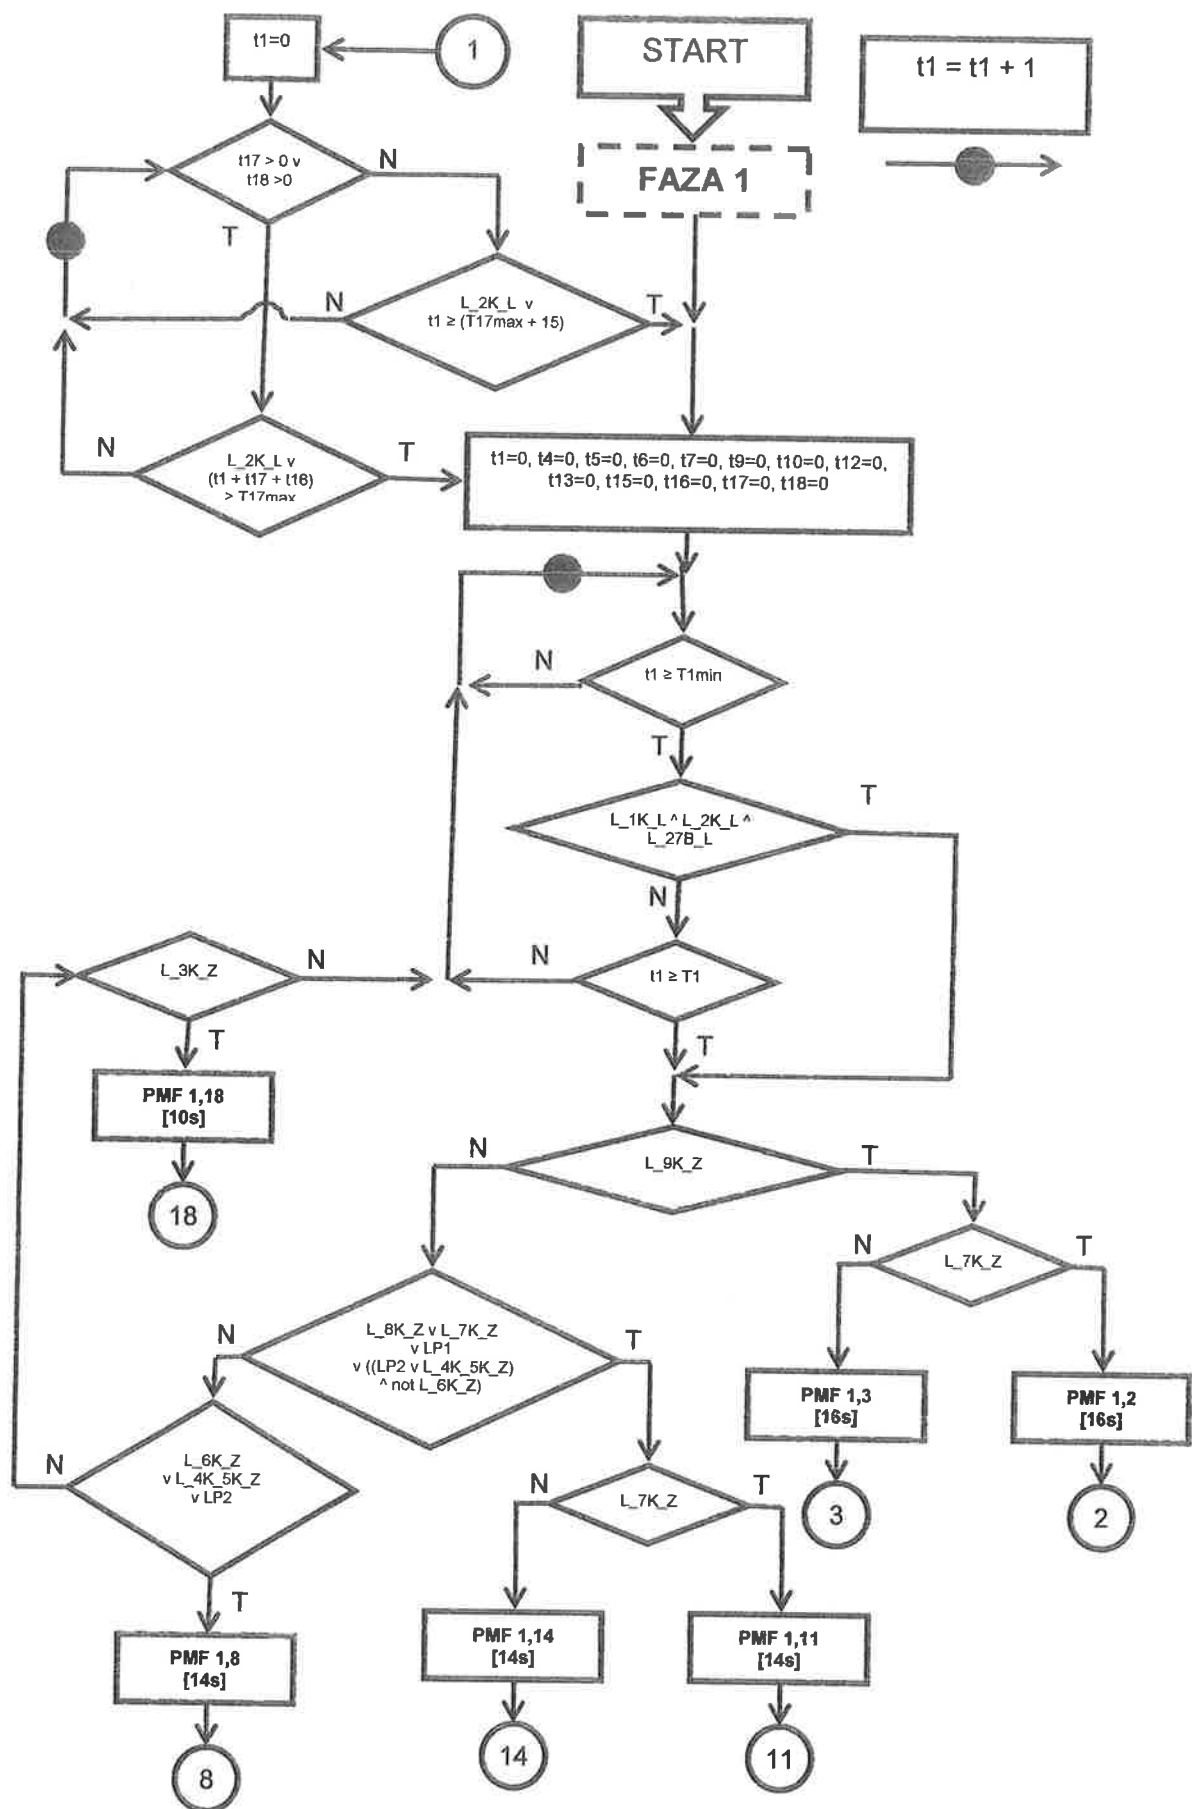 t1=0
1
START
t1 = t1 + 1
FAZA 1
t17 > 0 v
t18 >0
N
T
L_2K_L v
t1 ≥ (T17max + 15)
N
T
L_2K_L v
(t1 + t17 + t18)
> T17max
N
T
t1=0, t4=0, t5=0, t6=0, t7=0, t9=0, t10=0, t12=0,
t13=0, t15=0, t16=0, t17=0, t18=0
t1 ≥ T1min
N
T
L_1K_L ^ L_2K_L ^
L_27B_L
T
N
t1 ≥ T1
N
T
L_3K_Z
N
T
PMF 1,18
[10s]
18
L_9K_Z
N
T
L_7K_Z
N
T
PMF 1,3
[16s]
3
PMF 1,2
[16s]
2
L_8K_Z v L_7K_Z
v LP1
v ((LP2 v L_4K_5K_Z)
^ not L_6K_Z)
N
T
L_6K_Z
v L_4K_5K_Z
v LP2
N
T
L_7K_Z
N
T
PMF 1,8
[14s]
8
PMF 1,14
[14s]
14
PMF 1,11
[14s]
11